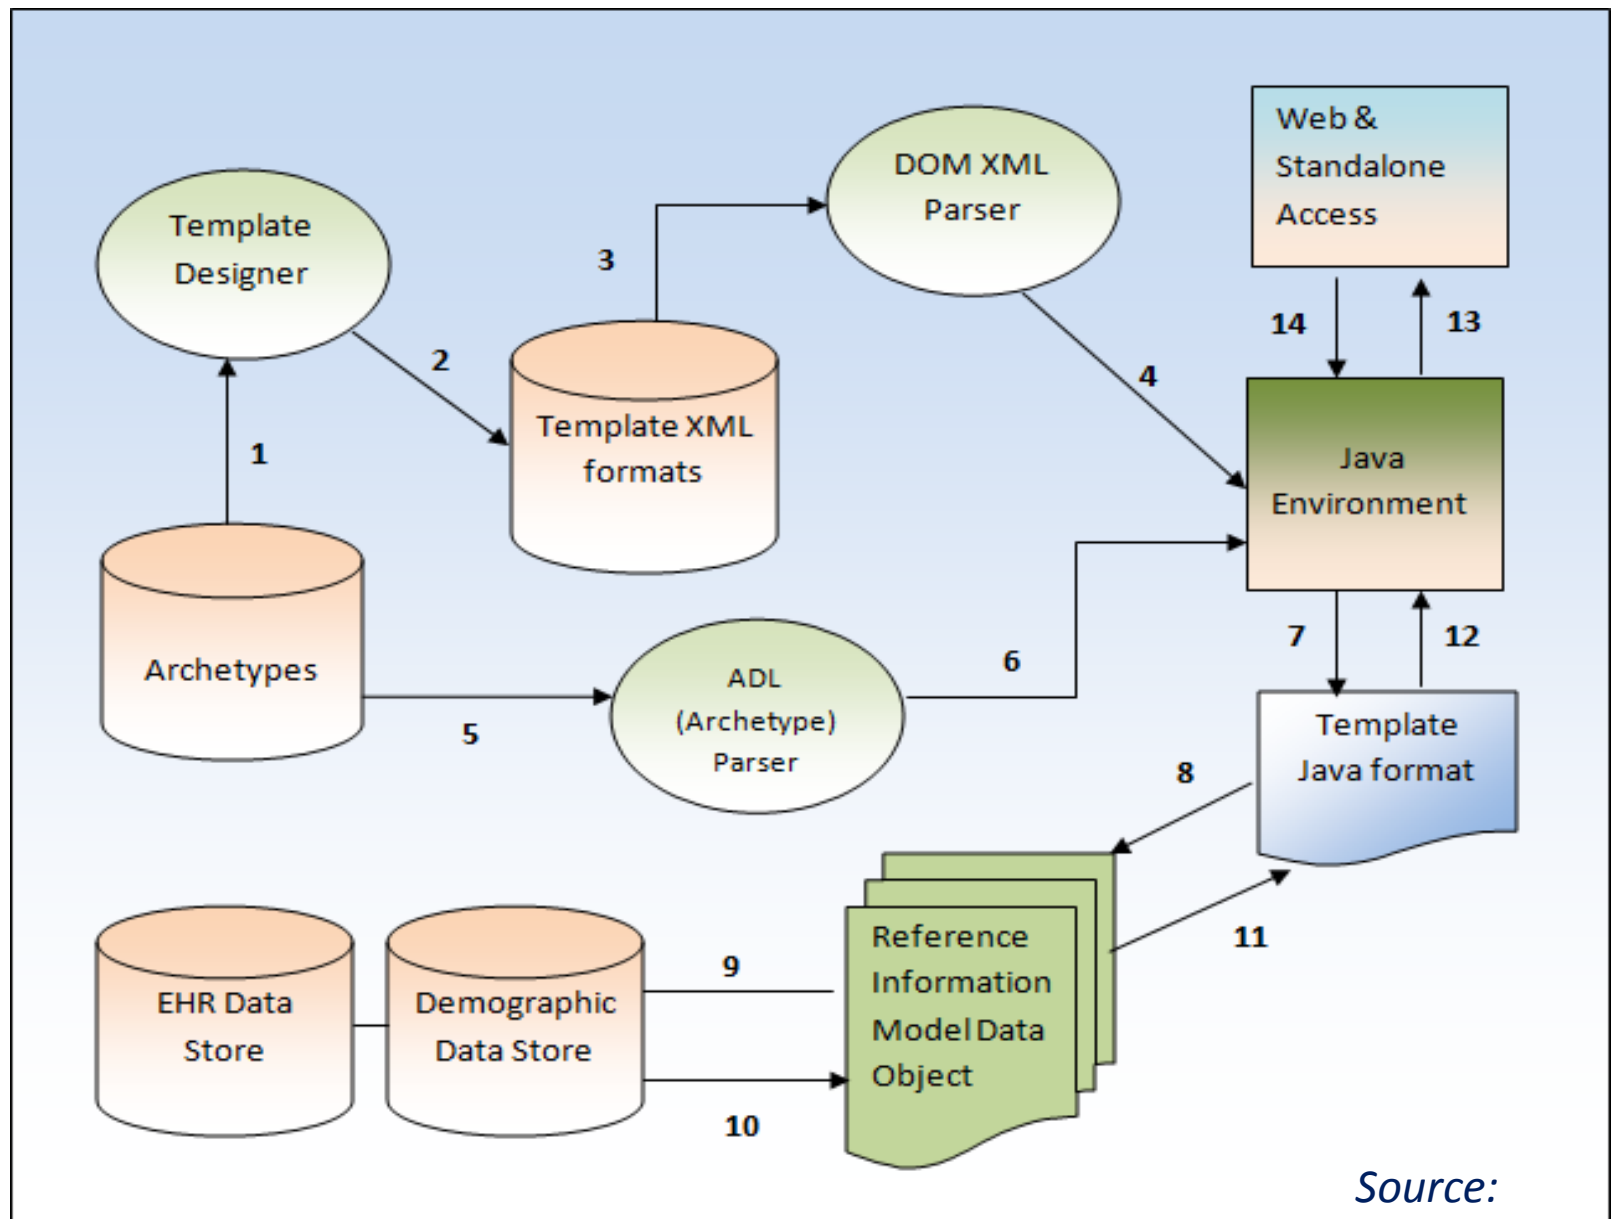 Template
Designer
DOM XML
Parser
Web &
Standalone
Access
3
14
13
2
4
Template XML
formats
1
Java
Environment
Archetypes
5
ADL
(Archetype)
Parser
6
7
12
Template
Java format
8
11
EHR Data
Store
Demographic
Data Store
9
10
Reference
Information
Model Data
Object
Source: